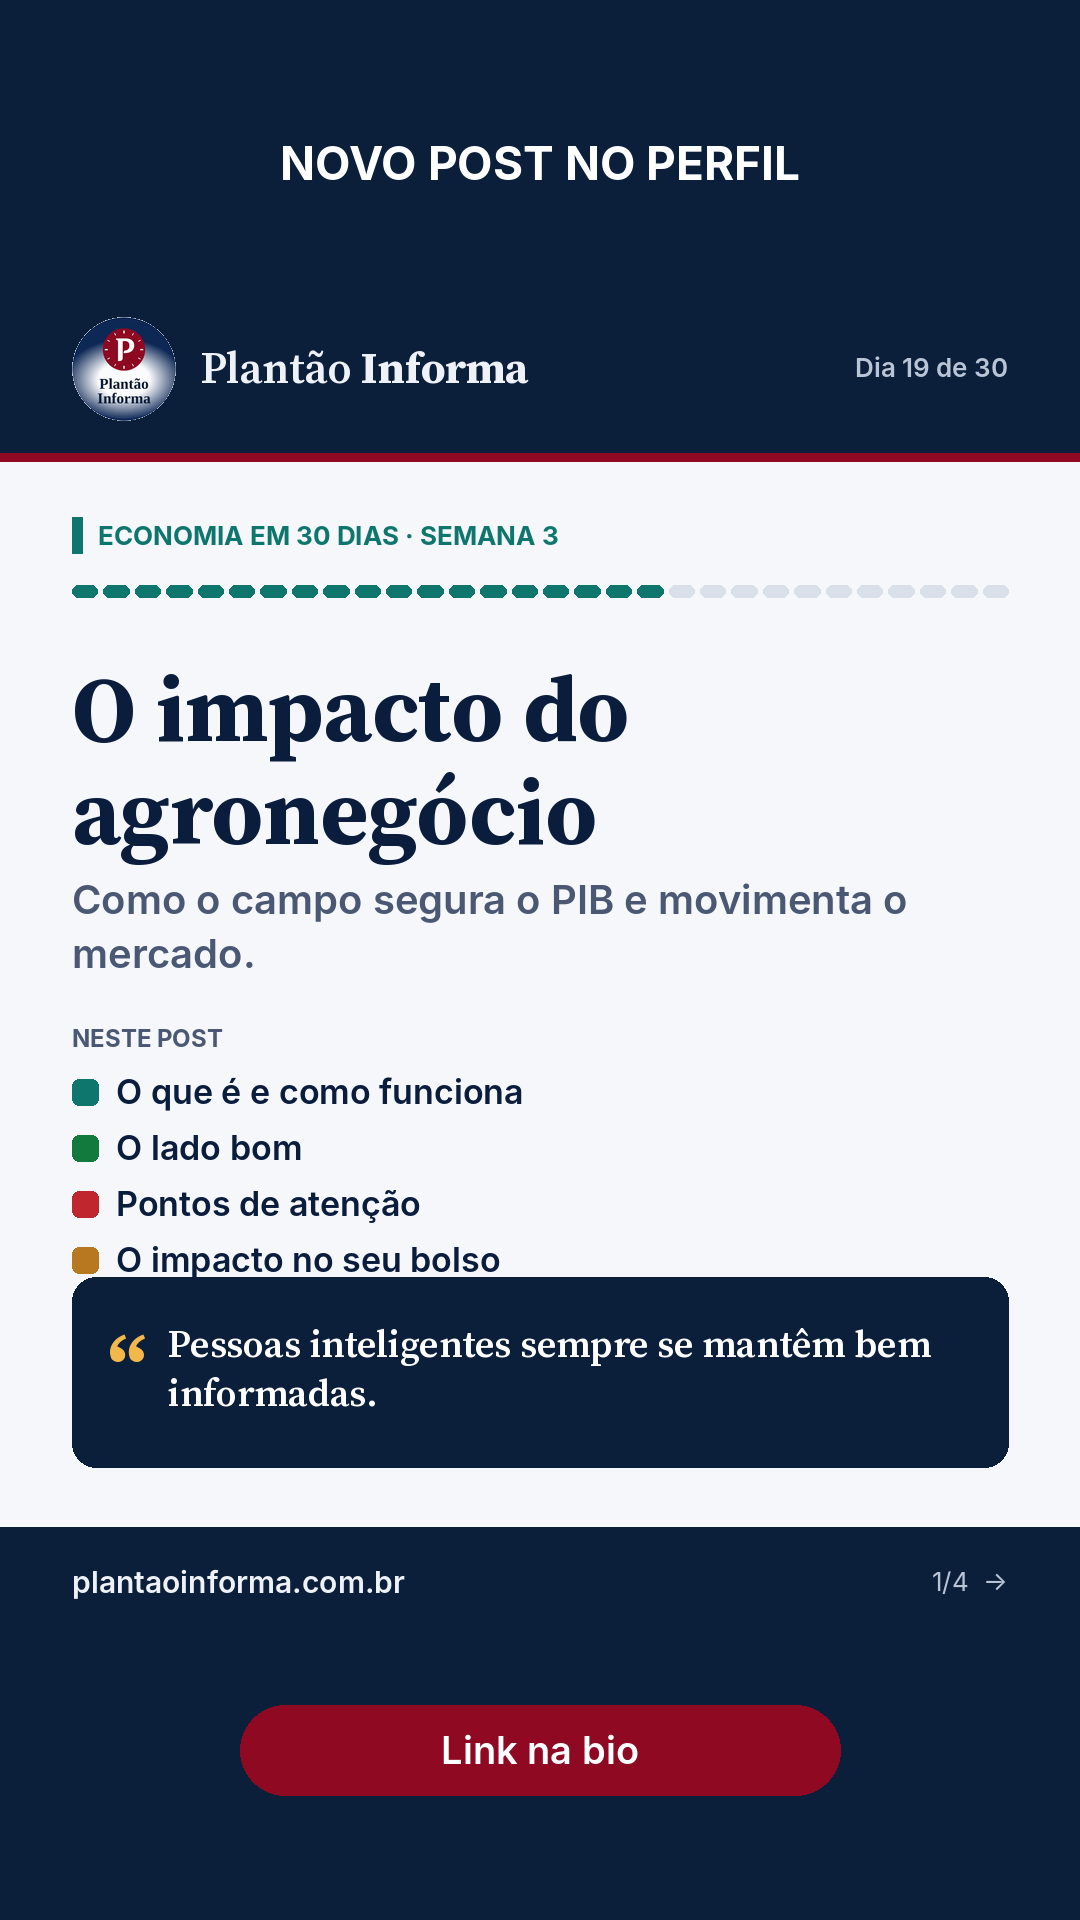 NOVO POST NO PERFIL
P
Plantão
Informa
Plantão Informa
Dia 19 de 30
ECONOMIA EM 30 DIAS · SEMANA 3
O impacto do
agronegócio
Como o campo segura o PIB e movimenta o
mercado.
NESTE POST
O que é e como funciona
O lado bom
Pontos de atenção
O impacto no seu bolso
“ Pessoas inteligentes sempre se mantêm bem
informadas.
plantaoinforma.com.br
1/4 →
Link na bio